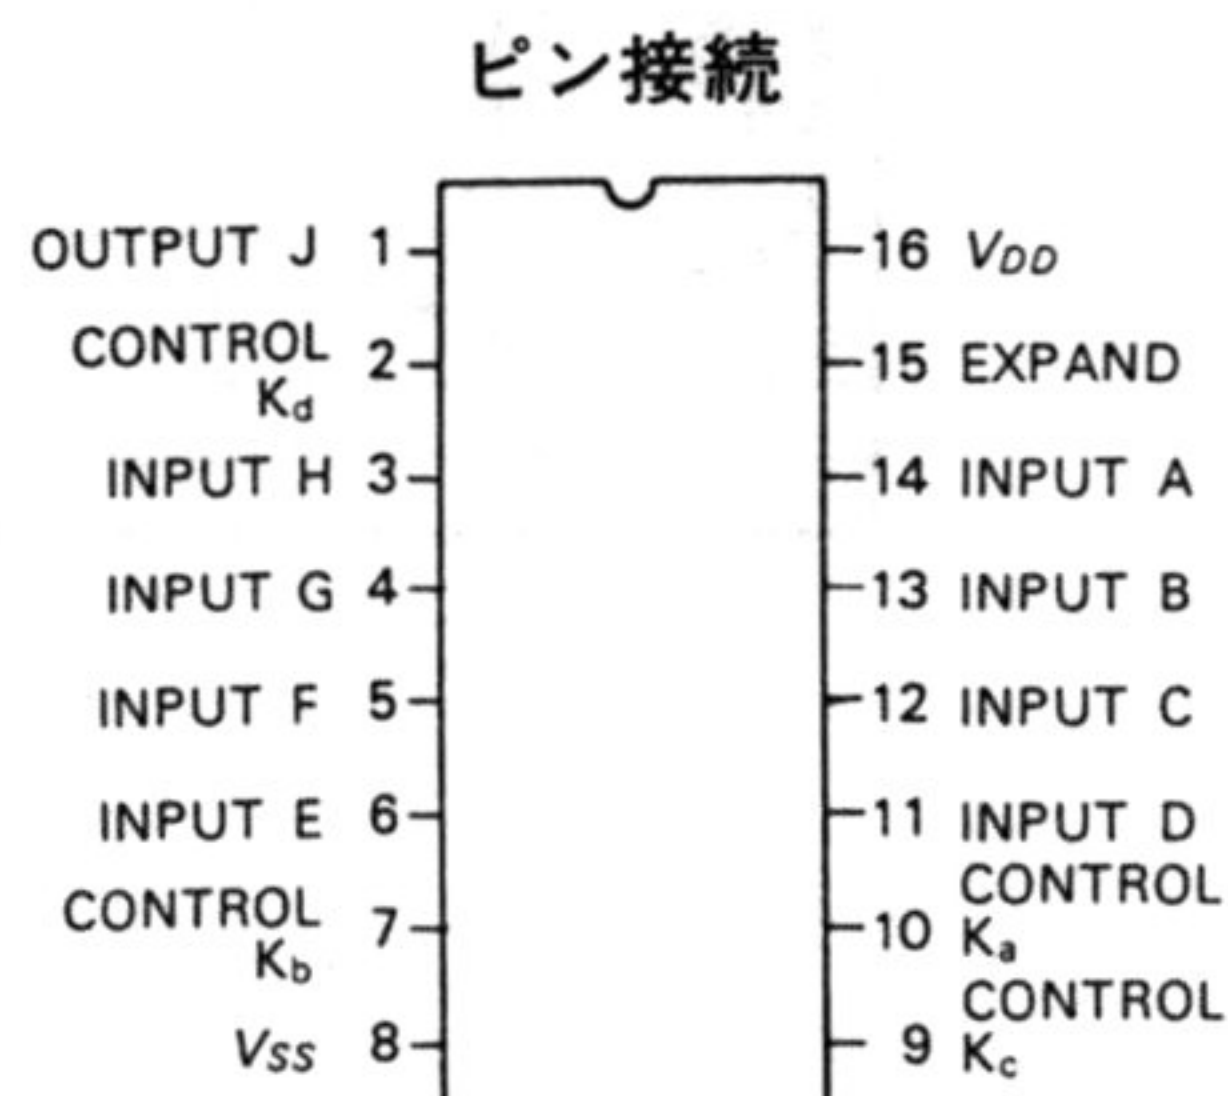 ピン接続
OUTPUT J 1
CONTROL 2
Kd
INPUT H 3
INPUT G 4
INPUT F 5
INPUT E 6
CONTROL 7
Kb
VSS 8
16 VDD
15 EXPAND
14 INPUT A
13 INPUT B
12 INPUT C
11 INPUT D
CONTROL
10 Ka
CONTROL
9 Kc